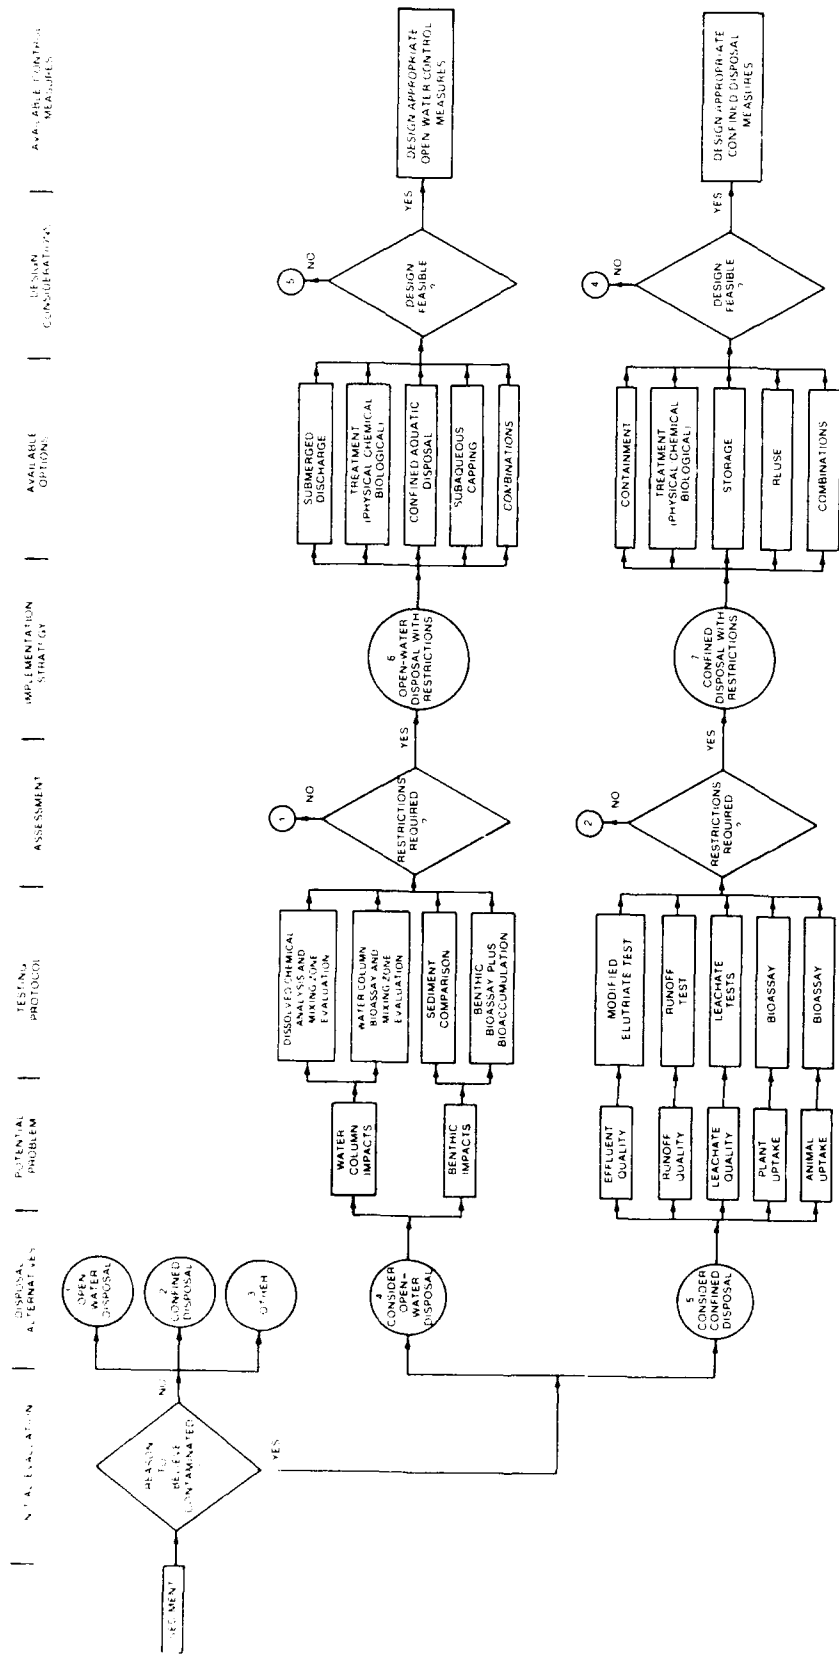 INITIAL EVALUATION
DISPOSAL
ALTERNATIVES
POTENTIAL
PROBLEM
TESTING
PROTOCOL
ASSESSMENT
IMPLEMENTATION
STRATEGY
AVAILABLE
OPTIONS
DESIGN
CONSIDERATIONS
AVAILABLE CONTROL
MEASURES
SEDIMENT
REASON
TO
BELIEVE
CONTAMINATED
NO
YES
1
OPEN
WATER
DISPOSAL
2
CONFINED
DISPOSAL
3
OTHER
4
CONSIDER
OPEN-
WATER
DISPOSAL
WATER
COLUMN
IMPACTS
BENTHIC
IMPACTS
DISSOLVED CHEMICAL
ANALYSIS AND
MIXING ZONE
EVALUATION
WATER COLUMN
BIOASSAY AND
MIXING ZONE
EVALUATION
SEDIMENT
COMPARISON
BENTHIC
BIOASSAY PLUS
BIOACCUMULATION
RESTRICTIONS
REQUIRED
?
NO
1
YES
6
OPEN-WATER
DISPOSAL WITH
RESTRICTIONS
SUBMERGED
DISCHARGE
TREATMENT
(PHYSICAL CHEMICAL
BIOLOGICAL)
CONFINED AQUATIC
DISPOSAL
SUBAQUEOUS
CAPPING
COMBINATIONS
DESIGN
FEASIBLE
?
NO
5
YES
DESIGN APPROPRIATE
OPEN WATER CONTROL
MEASURES
5
CONSIDER
CONFINED
DISPOSAL
EFFLUENT
QUALITY
RUNOFF
QUALITY
LEACHATE
QUALITY
PLANT
UPTAKE
ANIMAL
UPTAKE
MODIFIED
ELUTRIATE TEST
RUNOFF
TEST
LEACHATE
TESTS
BIOASSAY
BIOASSAY
RESTRICTIONS
REQUIRED
?
NO
2
YES
7
CONFINED
DISPOSAL WITH
RESTRICTIONS
CONTAINMENT
TREATMENT
(PHYSICAL CHEMICAL
BIOLOGICAL)
STORAGE
REUSE
COMBINATIONS
DESIGN
FEASIBLE
?
NO
4
YES
DESIGN APPROPRIATE
CONFINED DISPOSAL
MEASURES